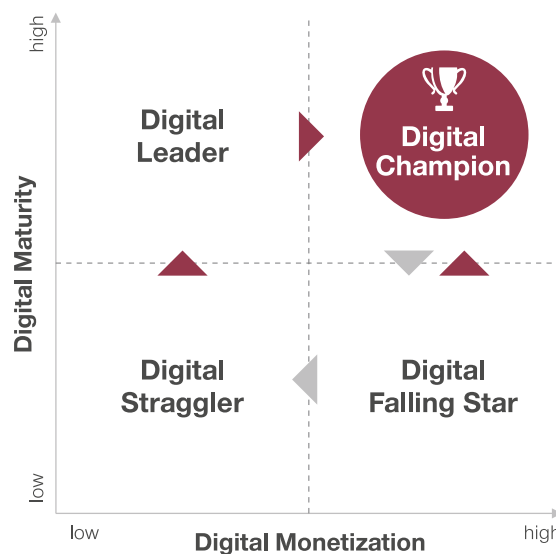 high
Digital
Leader
Digital
Champion
Digital Maturity
Digital
Straggler
Digital
Falling Star
low
low
Digital Monetization
high